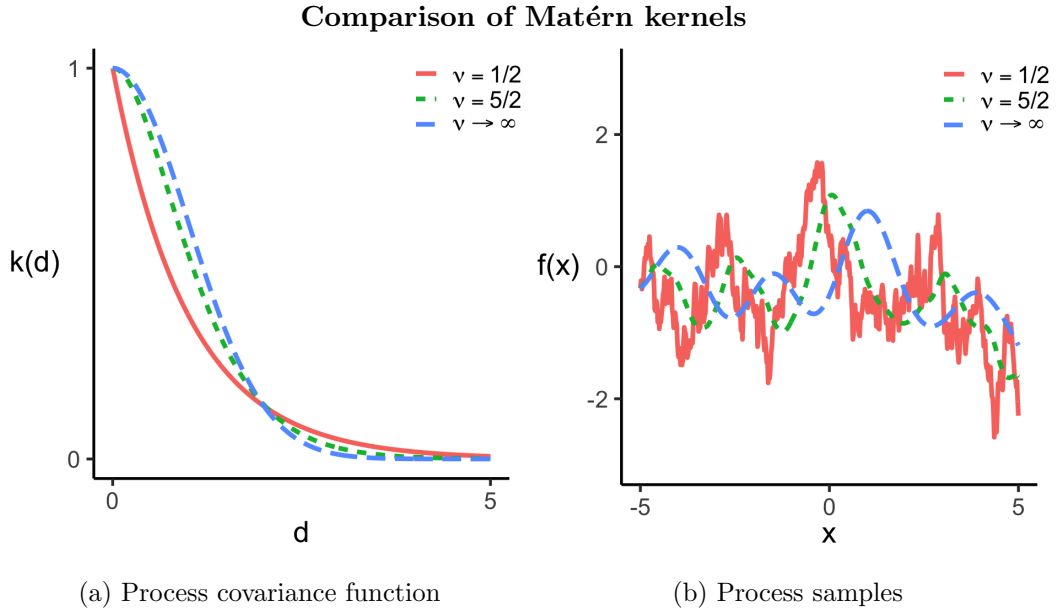 Comparison of Matérn kernels
k(d)
1
0
ν = 1/2
ν = 5/2
ν → ∞
0
5
d
(a) Process covariance function
f(x)
2
0
-2
ν = 1/2
ν = 5/2
ν → ∞
-5
0
5
x
(b) Process samples